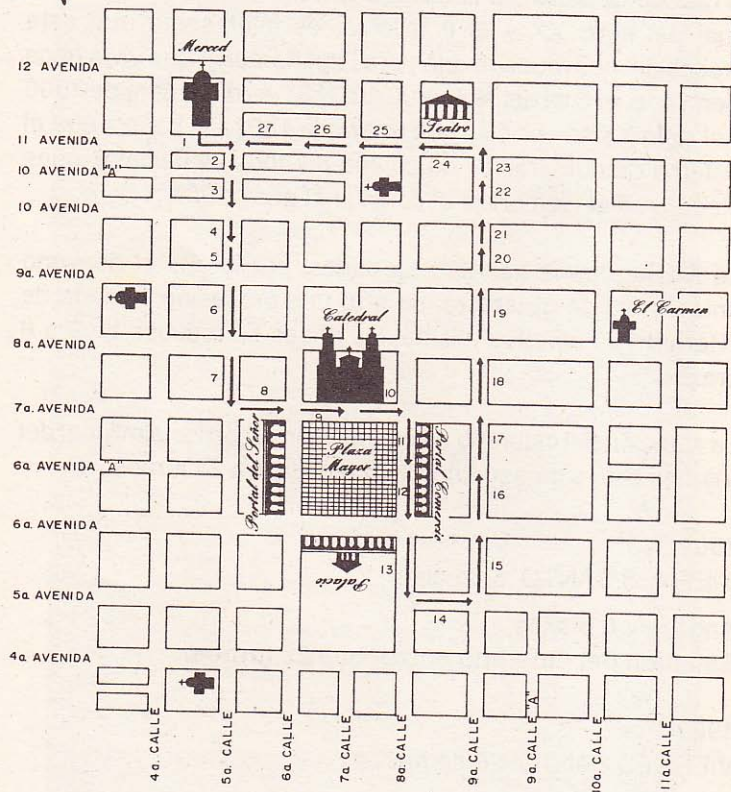 Merced
12 AVENIDA
Teatro
27
26
25
1
11 AVENIDA
2
24
23
10 AVENIDA "A"
3
22
10 AVENIDA
4
21
5
20
9a. AVENIDA
6
Catedral
19
El Carmen
8a. AVENIDA
7
8
10
18
7a. AVENIDA
9
Portal del Señor
Plaza
Mayor
11
Portal Comercio
17
6a AVENIDA "A"
12
16
6a. AVENIDA
13
Palacio
15
5a AVENIDA
14
4a AVENIDA
4a. CALLE
5a. CALLE
6a CALLE
7a CALLE
8a. CALLE
9a. CALLE
9a. CALLE "A"
10a. CALLE
11a CALLE